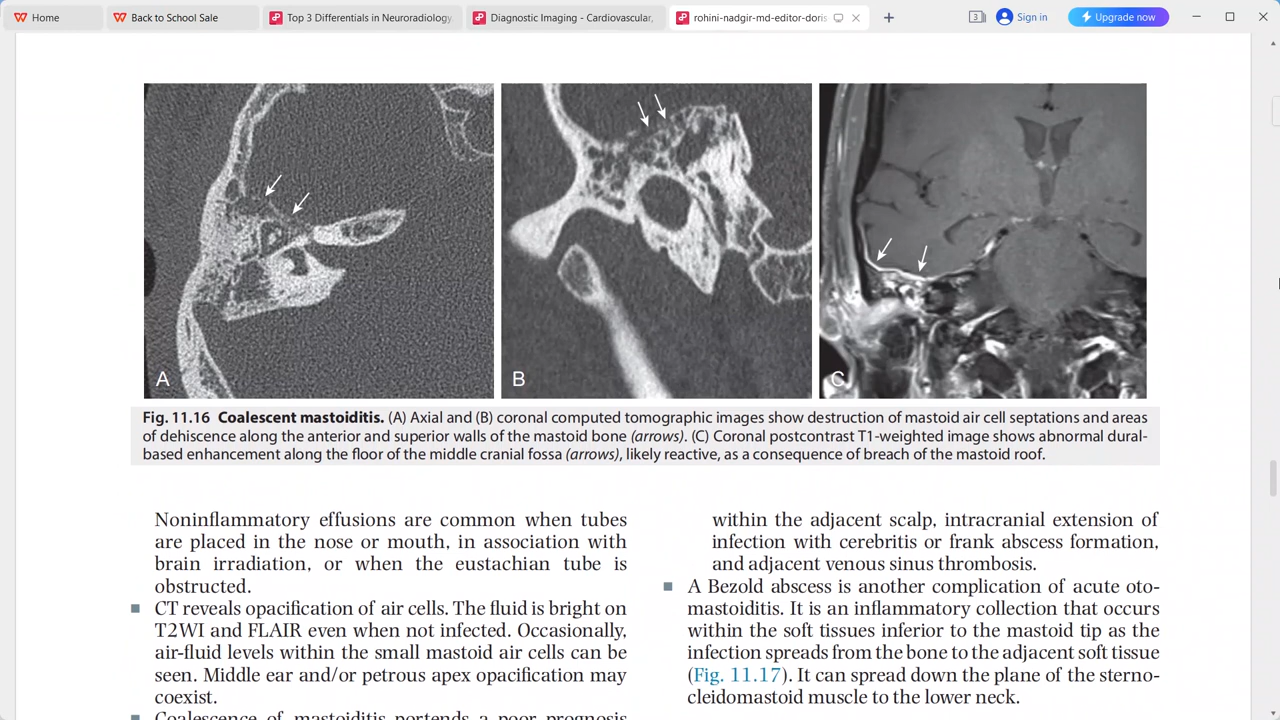 Home
Back to School Sale
Top 3 Differentials in Neuroradiology
Diagnostic Imaging - Cardiovascular,
rohini-nadgir-md-editor-doris
3
Sign in
Upgrade now
A
B
C
Fig. 11.16 Coalescent mastoiditis. (A) Axial and (B) coronal computed tomographic images show destruction of mastoid air cell septations and areas
of dehiscence along the anterior and superior walls of the mastoid bone (arrows). (C) Coronal postcontrast T1-weighted image shows abnormal dural-
based enhancement along the floor of the middle cranial fossa (arrows), likely reactive, as a consequence of breach of the mastoid roof.
Noninflammatory effusions are common when tubes
are placed in the nose or mouth, in association with
brain irradiation, or when the eustachian tube is
obstructed.
CT reveals opacification of air cells. The fluid is bright on
T2WI and FLAIR even when not infected. Occasionally,
air-fluid levels within the small mastoid air cells can be
seen. Middle ear and/or petrous apex opacification may
coexist.
Coalescence of mastoiditis portends a poor prognosis
within the adjacent scalp, intracranial extension of
infection with cerebritis or frank abscess formation,
and adjacent venous sinus thrombosis.
A Bezold abscess is another complication of acute oto-
mastoiditis. It is an inflammatory collection that occurs
within the soft tissues inferior to the mastoid tip as the
infection spreads from the bone to the adjacent soft tissue
(Fig. 11.17). It can spread down the plane of the sterno-
cleidomastoid muscle to the lower neck.